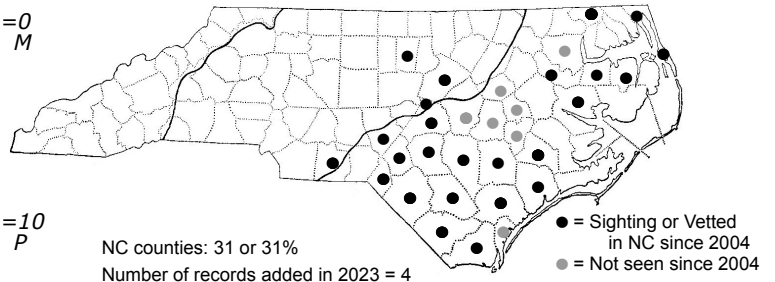 =0
M
=10
P
NC counties: 31 or 31%
Number of records added in 2023 = 4
● = Sighting or Vetted
in NC since 2004
● = Not seen since 2004